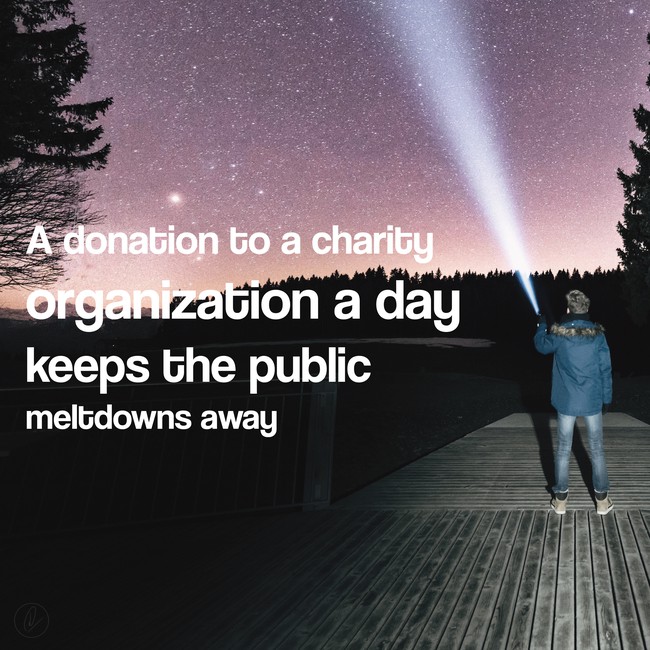 A donation to a charity
organization a day
keeps the public
meltdowns away